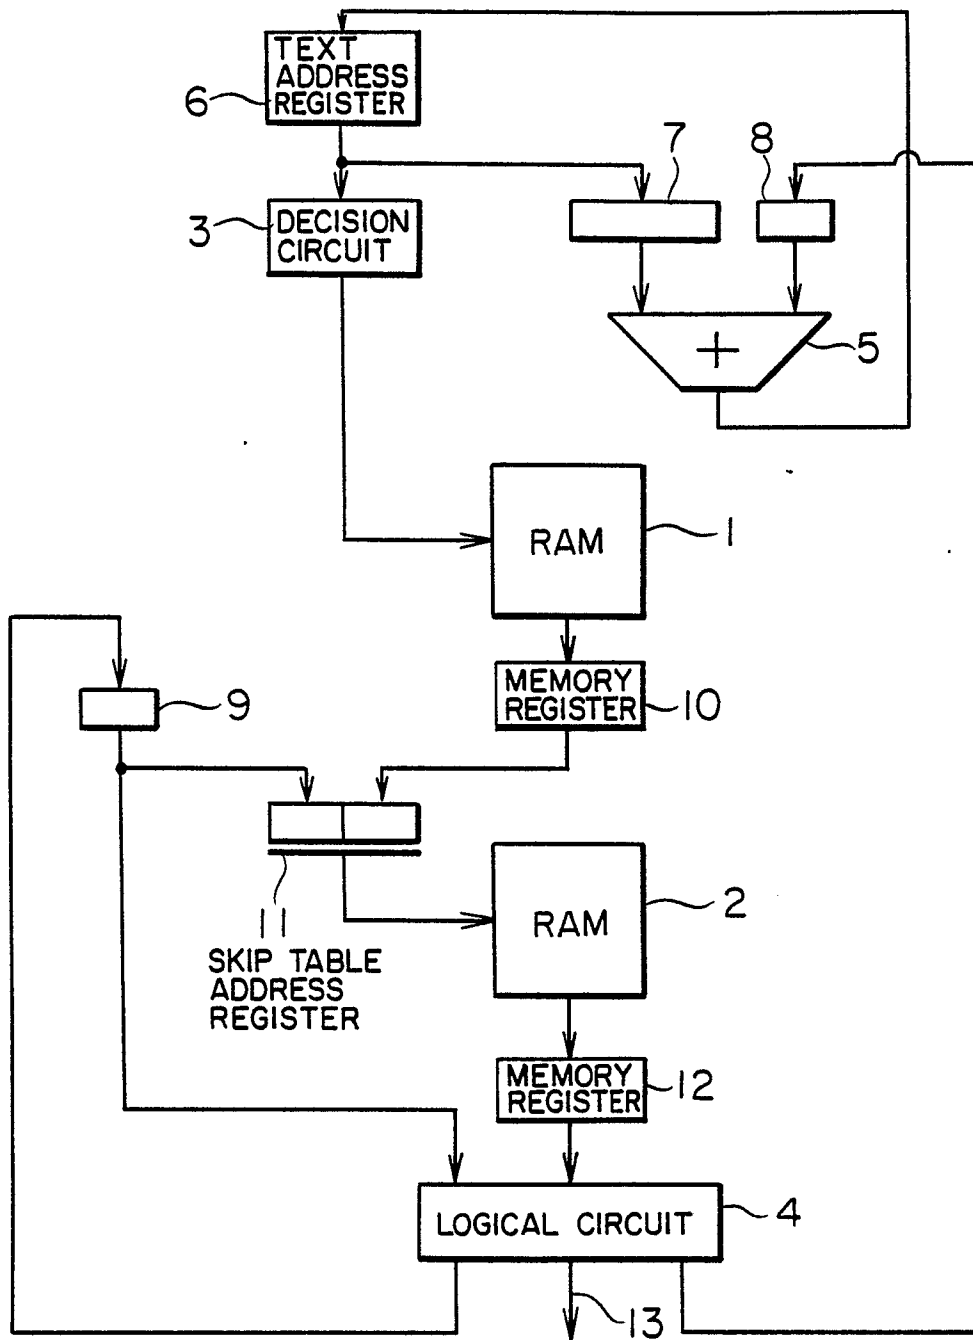 TEXT
ADDRESS
REGISTER
6
7
8
3
DECISION
CIRCUIT
+
5
RAM
1
9
MEMORY
REGISTER
10
11
SKIP TABLE
ADDRESS
REGISTER
RAM
2
MEMORY
REGISTER
12
LOGICAL CIRCUIT
4
13